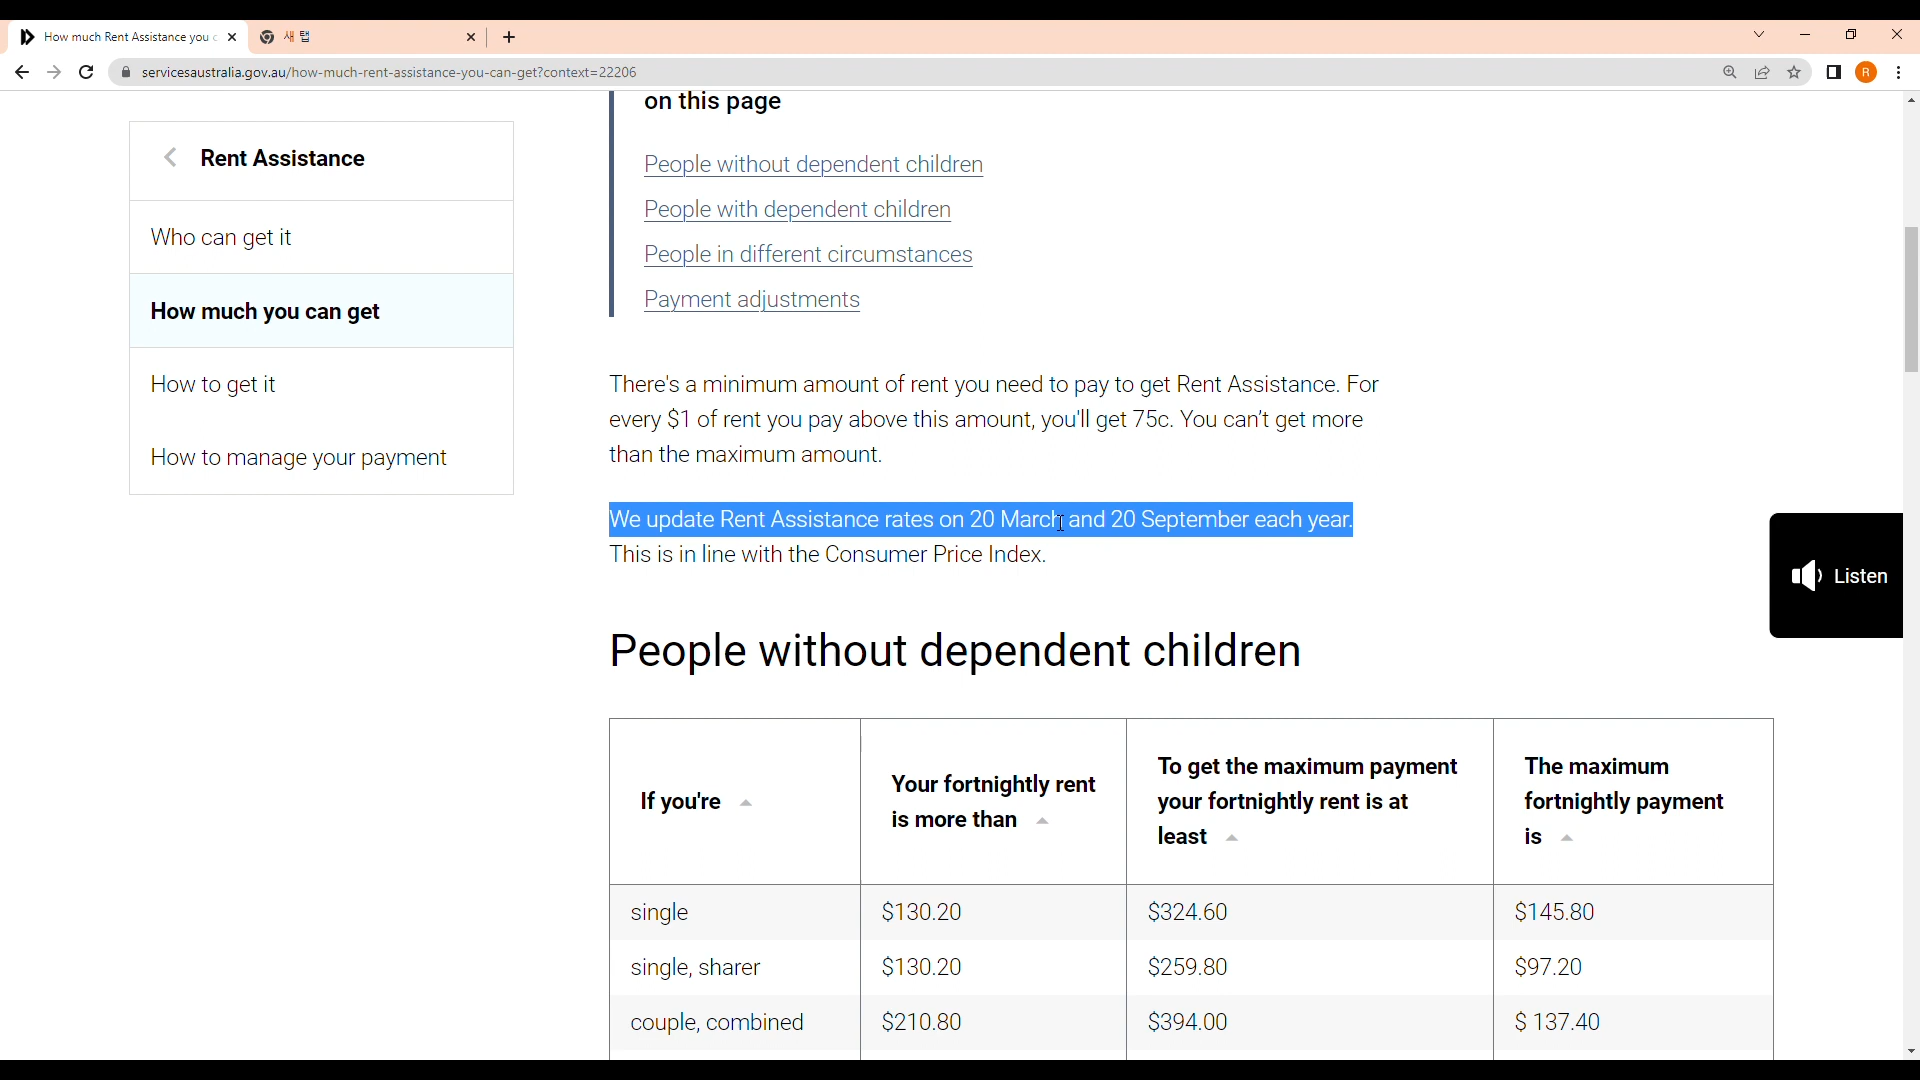 How much Rent Assistance you c
새 탭
servicesaustralia.gov.au/how-much-rent-assistance-you-can-get?context=22206
R
on this page
Rent Assistance
Who can get it
How much you can get
How to get it
How to manage your payment
People without dependent children
People with dependent children
People in different circumstances
Payment adjustments
There's a minimum amount of rent you need to pay to get Rent Assistance. For
every $1 of rent you pay above this amount, you'll get 75c. You can’t get more
than the maximum amount.
We update Rent Assistance rates on 20 March and 20 September each year.
This is in line with the Consumer Price Index.
Listen
People without dependent children
If you're
Your fortnightly rent
is more than
To get the maximum payment
your fortnightly rent is at
least
The maximum
fortnightly payment
is
single $130.20 $324.60 $145.80
single, sharer $130.20 $259.80 $97.20
couple, combined $210.80 $394.00 $ 137.40